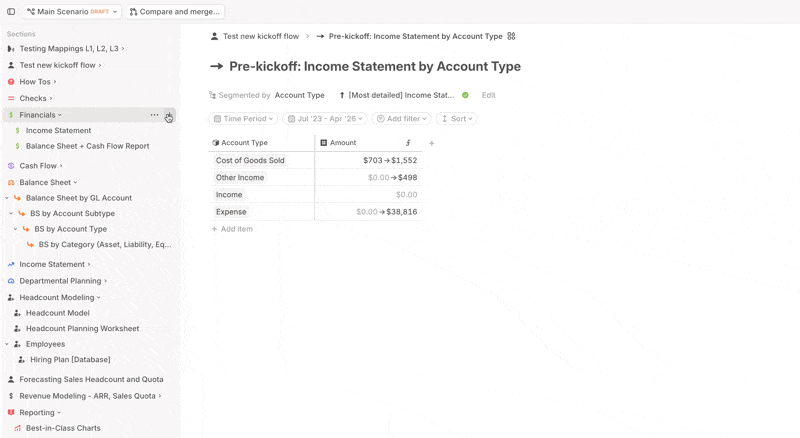 Main Scenario DRAFT
Compare and merge...
Sections
Testing Mappings L1, L2, L3
Test new kickoff flow
How Tos
Checks
Financials
Income Statement
Balance Sheet + Cash Flow Report
Cash Flow
Balance Sheet
Balance Sheet by GL Account
BS by Account Subtype
BS by Account Type
BS by Category (Asset, Liability, Eq...
Income Statement
Departmental Planning
Headcount Modeling
Headcount Model
Headcount Planning Worksheet
Employees
Hiring Plan [Database]
Forecasting Sales Headcount and Quota
Revenue Modeling - ARR, Sales Quota
Reporting
Best-in-Class Charts
Test new kickoff flow › → Pre-kickoff: Income Statement by Account Type
→ Pre-kickoff: Income Statement by Account Type
Segmented by Account Type ↑ [Most detailed] Income Stat... Edit
Time Period Jul '23 - Apr '26 Add filter Sort
Account Type Amount ƒ +
Cost of Goods Sold $703→$1,552
Other Income $0.00→$498
Income $0.00
Expense $0.00→$38,816
+ Add item